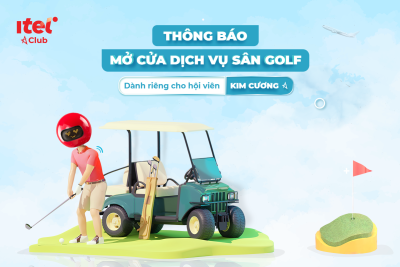 itel
Club
THÔNG BÁO
MỞ CỬA DỊCH VỤ SÂN GOLF
Dành riêng cho hội viên KIM CƯƠNG